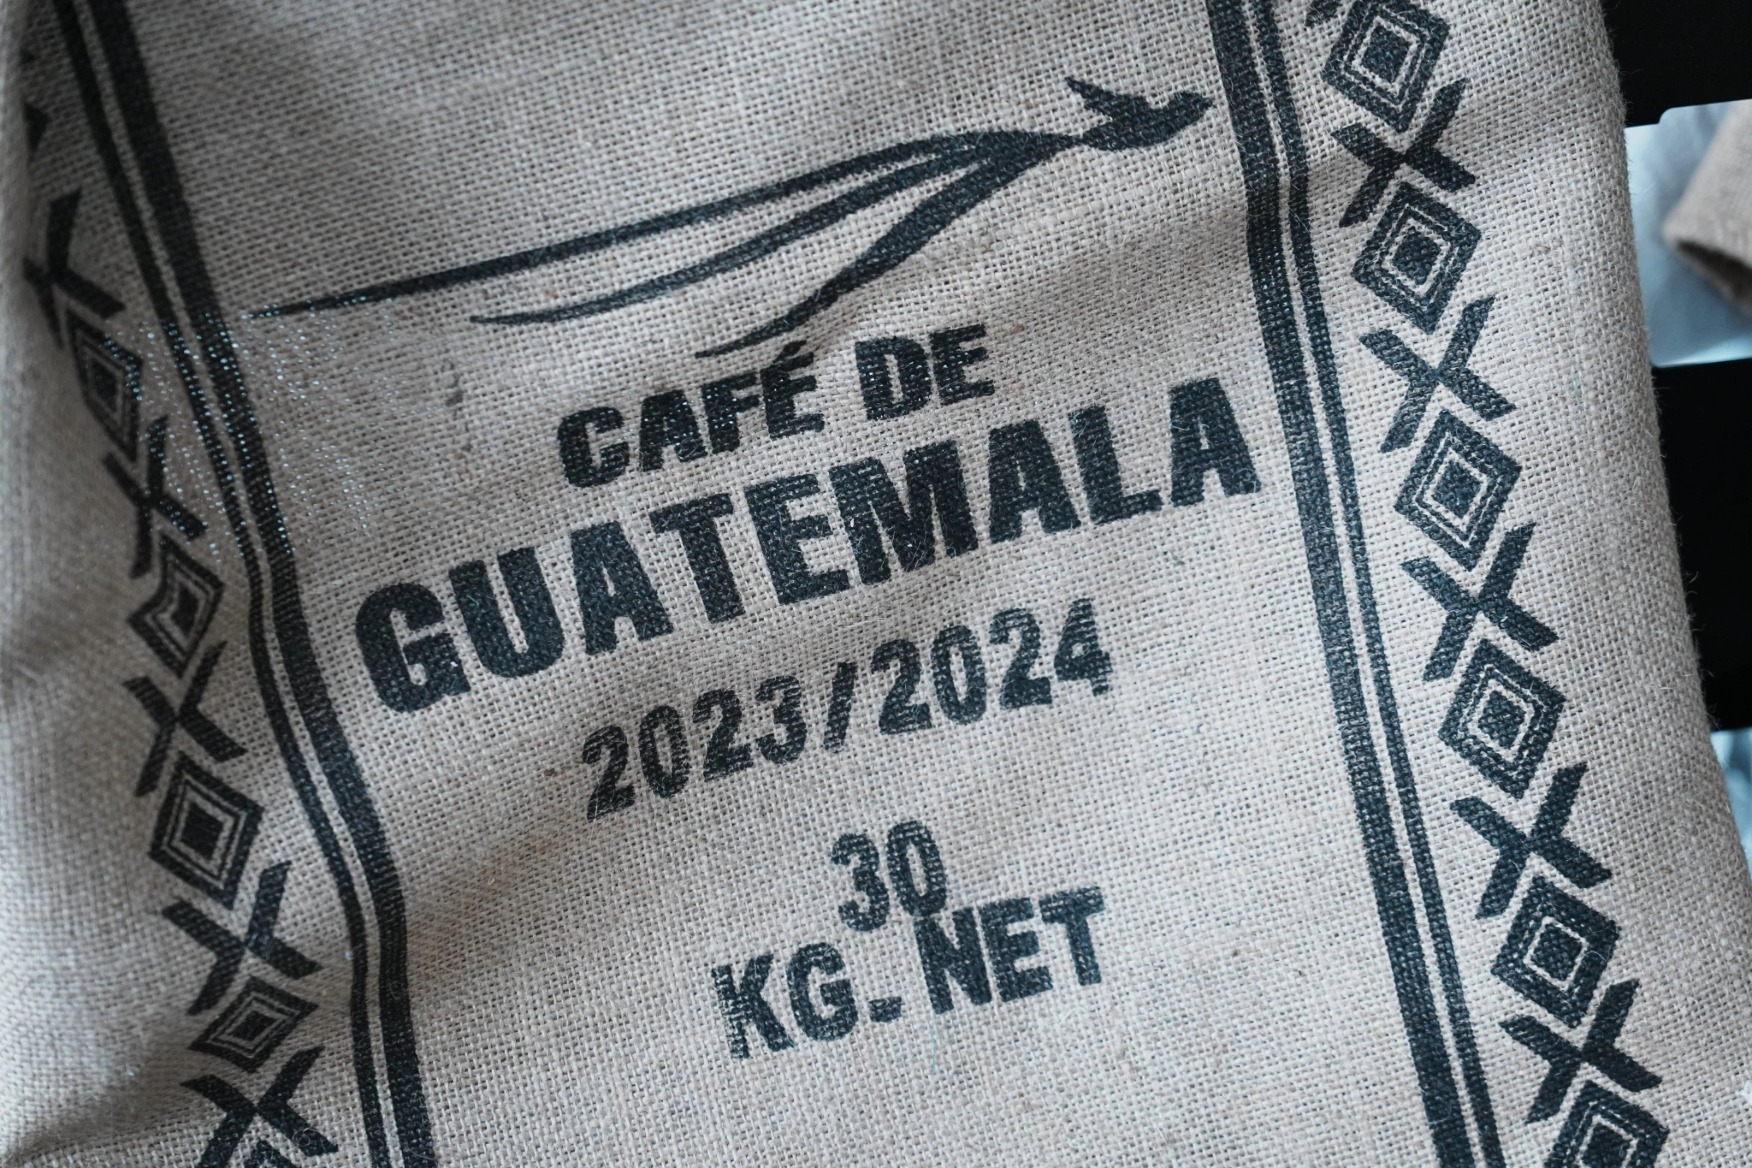 CAFÉ DE
GUATEMALA
2023/2024
30
KG. NET